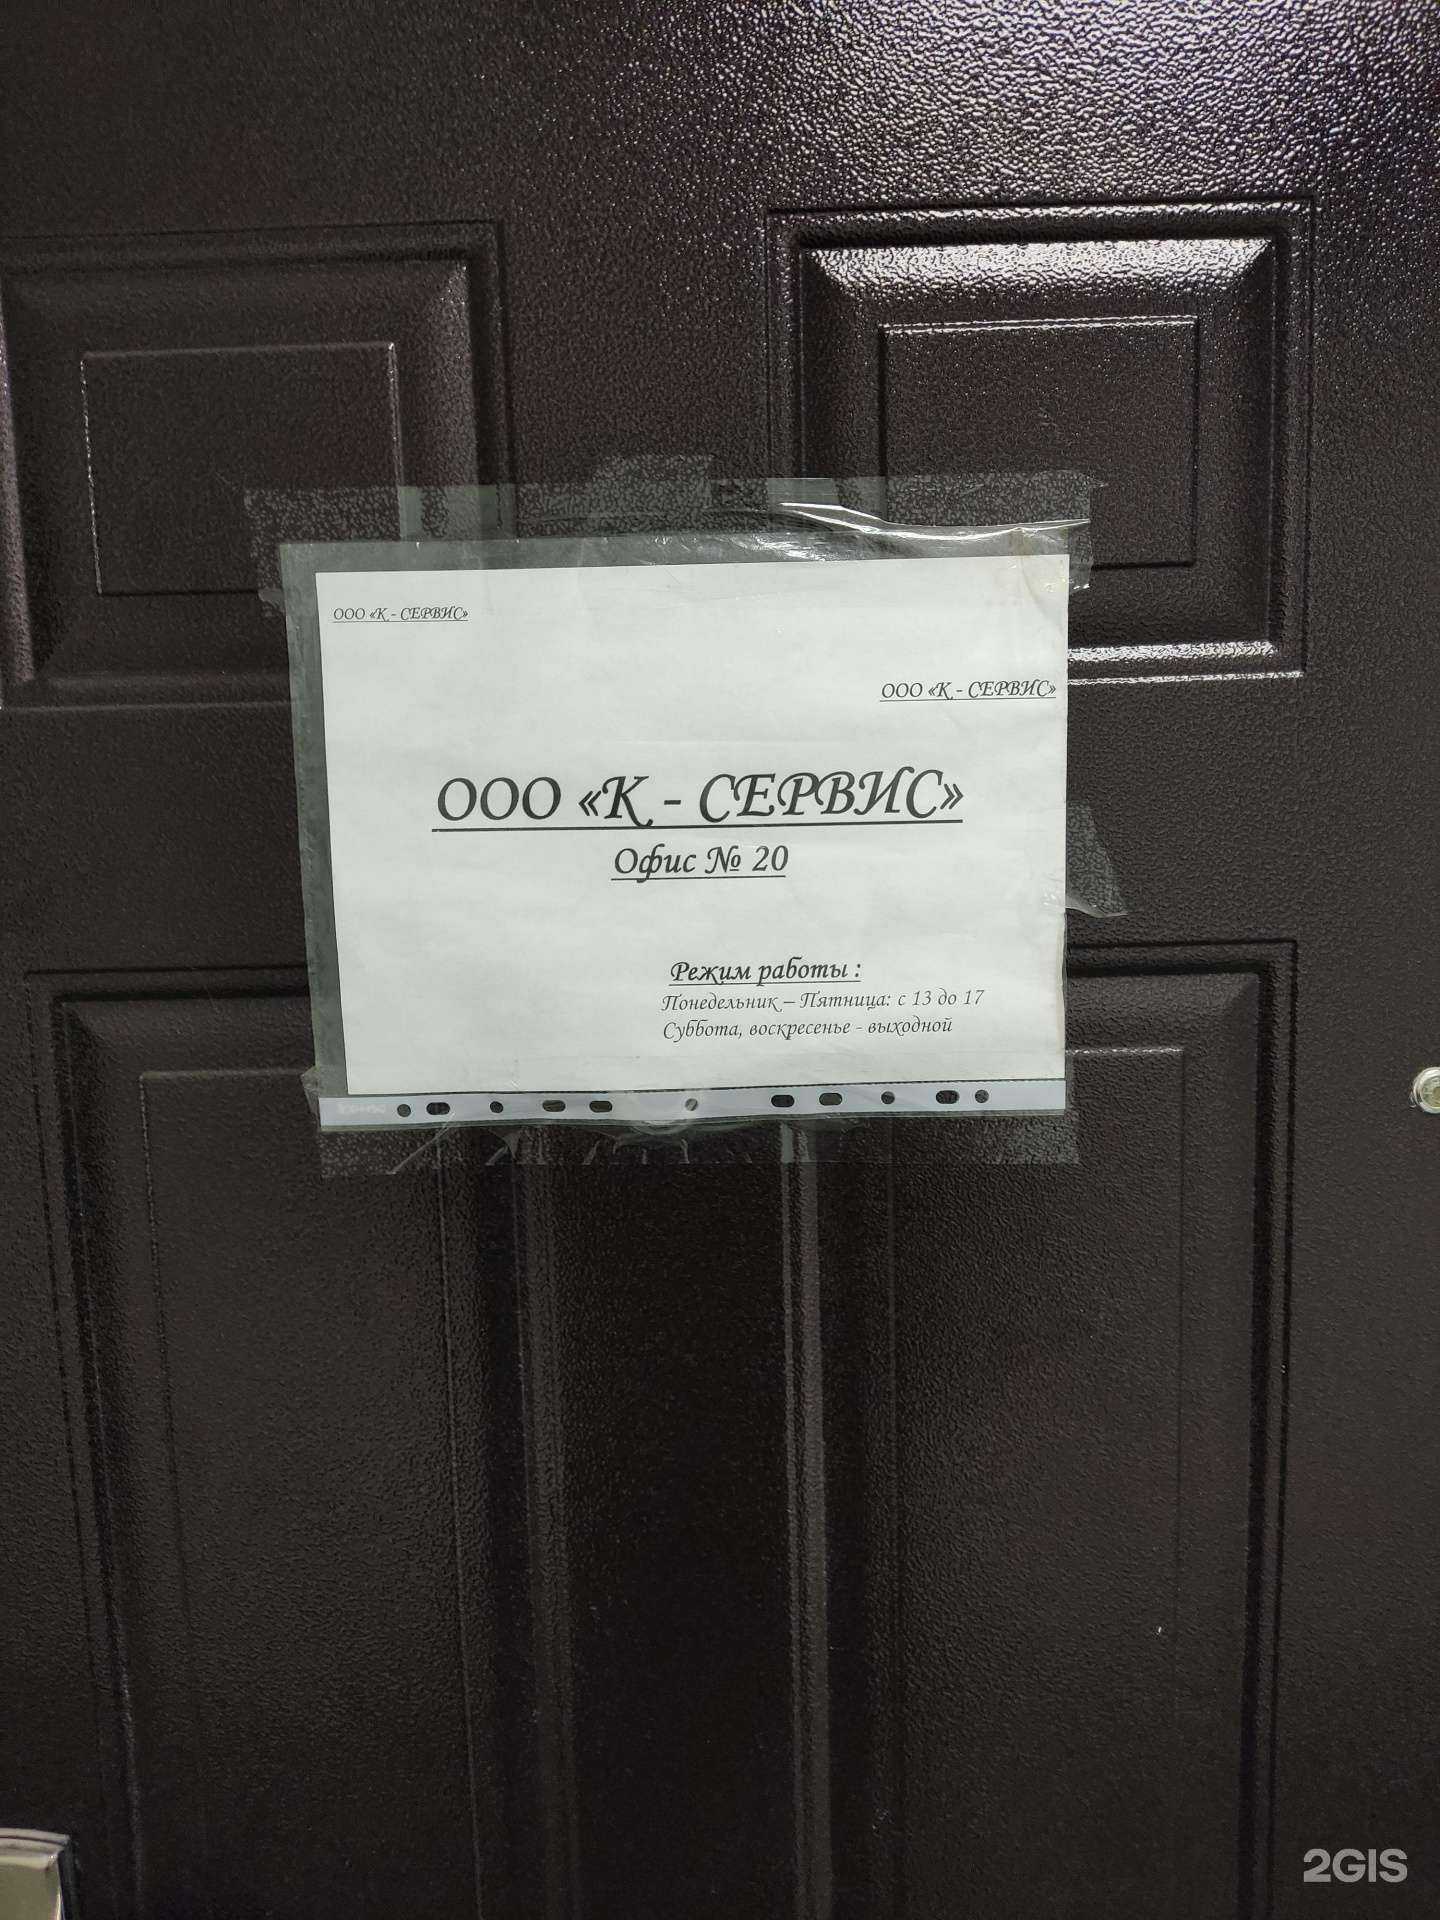 ООО «К - СЕРВИС»
ООО «К - СЕРВИС»
ООО «К - СЕРВИС»
Офис № 20
Режим работы :
Понедельник – Пятница: с 13 до 17
Суббота, воскресенье - выходной
2GIS